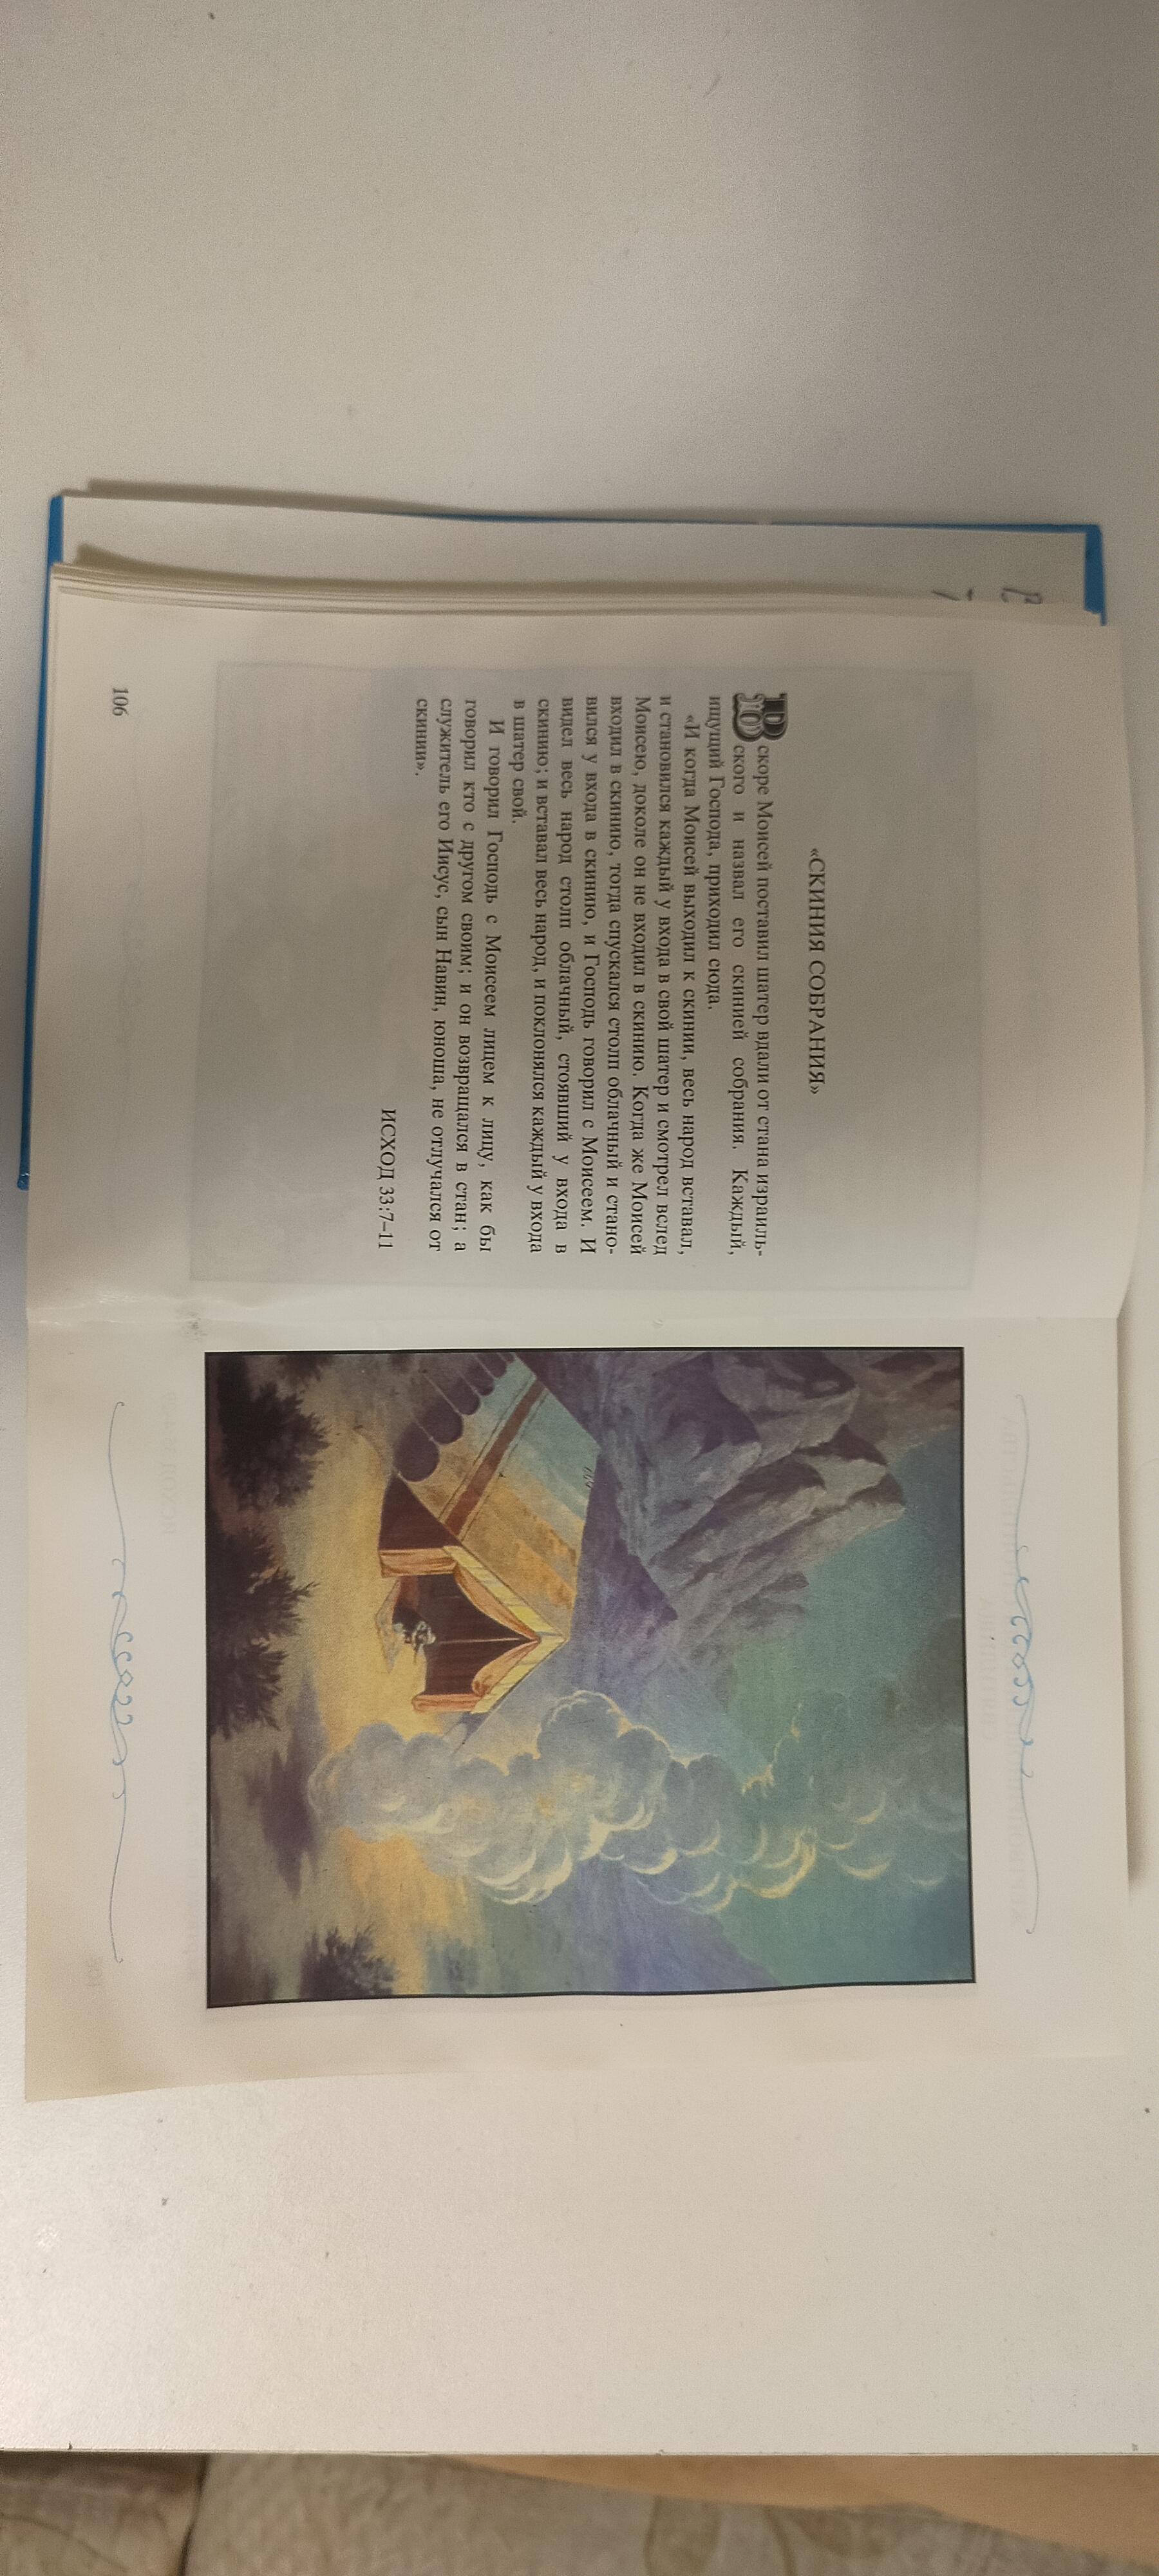 «СКИНИЯ СОБРАНИЯ»
Вскоре Моисей поставил шатер вдали от стана израиль-
ского и назвал его скинией собрания. Каждый,
ищущий Господа, приходил сюда.
«И когда Моисей выходил к скинии, весь народ вставал,
и становился каждый у входа в свой шатер и смотрел вслед
Моисею, доколе он не входил в скинию. Когда же Моисей
входил в скинию, тогда спускался столп облачный и стано-
вился у входа в скинию, и Господь говорил с Моисеем. И
видел весь народ столп облачный, стоявший у входа в
скинию; и вставал весь народ, и поклонялся каждый у входа
в шатер свой.
И говорил Господь с Моисеем лицем к лицу, как бы
говорил кто с другом своим; и он возвращался в стан; а
служитель его Иисус, сын Навин, юноша, не отлучался от
скинии».
ИСХОД 33:7–11
106